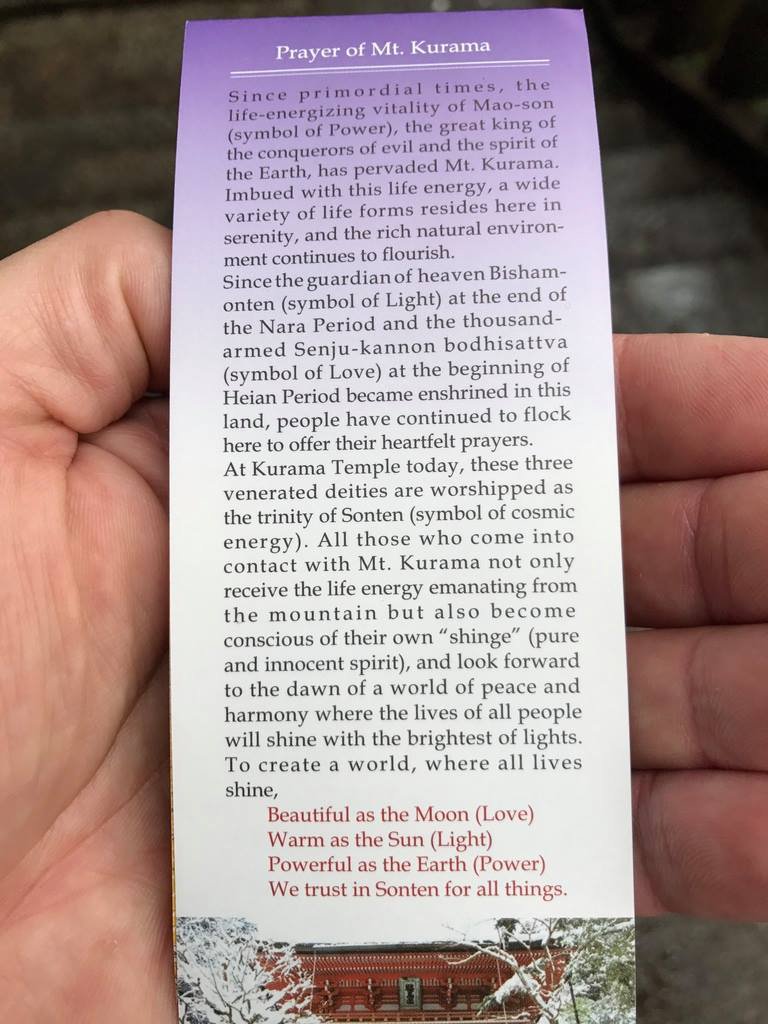 Prayer of Mt. Kurama
Since primordial times, the
life-energizing vitality of Mao-son
(symbol of Power), the great king of
the conquerors of evil and the spirit of
the Earth, has pervaded Mt. Kurama.
Imbued with this life energy, a wide
variety of life forms resides here in
serenity, and the rich natural environ-
ment continues to flourish.
Since the guardian of heaven Bisham-
onten (symbol of Light) at the end of
the Nara Period and the thousand-
armed Senju-kannon bodhisattva
(symbol of Love) at the beginning of
Heian Period became enshrined in this
land, people have continued to flock
here to offer their heartfelt prayers.
At Kurama Temple today, these three
venerated deities are worshipped as
the trinity of Sonten (symbol of cosmic
energy). All those who come into
contact with Mt. Kurama not only
receive the life energy emanating from
the mountain but also become
conscious of their own “shinge” (pure
and innocent spirit), and look forward
to the dawn of a world of peace and
harmony where the lives of all people
will shine with the brightest of lights.
To create a world, where all lives
shine,
Beautiful as the Moon (Love)
Warm as the Sun (Light)
Powerful as the Earth (Power)
We trust in Sonten for all things.